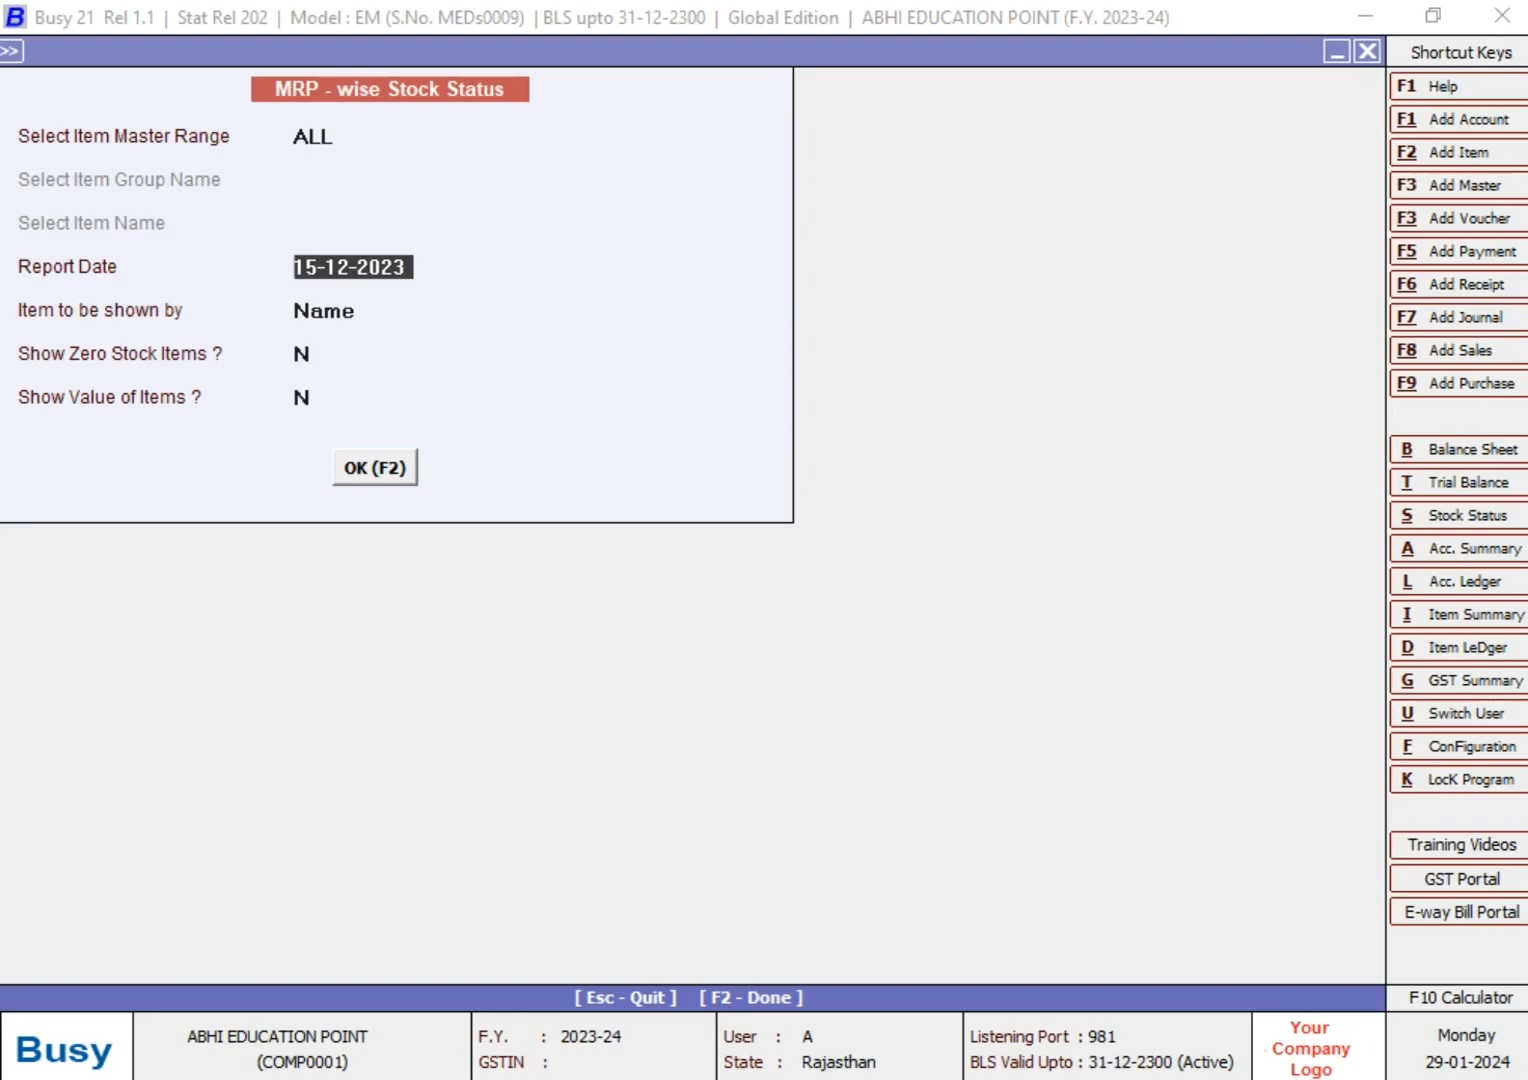 Busy 21 Rel 1.1 | Stat Rel 202 | Model : EM (S.No. MEDs0009) | BLS upto 31-12-2300 | Global Edition | ABHI EDUCATION POINT (F.Y. 2023-24)
>>
Shortcut Keys
MRP - wise Stock Status
Select Item Master Range ALL
Select Item Group Name
Select Item Name
Report Date 15-12-2023
Item to be shown by Name
Show Zero Stock Items ? N
Show Value of Items ? N
OK (F2)
F1 Help
F1 Add Account
F2 Add Item
F3 Add Master
F3 Add Voucher
F5 Add Payment
F6 Add Receipt
F7 Add Journal
F8 Add Sales
F9 Add Purchase
B Balance Sheet
T Trial Balance
S Stock Status
A Acc. Summary
L Acc. Ledger
I Item Summary
D Item LeDger
G GST Summary
U Switch User
F ConFiguration
K LocK Program
Training Videos
GST Portal
E-way Bill Portal
[ Esc - Quit ] [ F2 - Done ]
F10 Calculator
Busy
ABHI EDUCATION POINT
(COMP0001)
F.Y. : 2023-24
GSTIN :
User : A
State : Rajasthan
Listening Port : 981
BLS Valid Upto : 31-12-2300 (Active)
Your
Company
Logo
Monday
29-01-2024